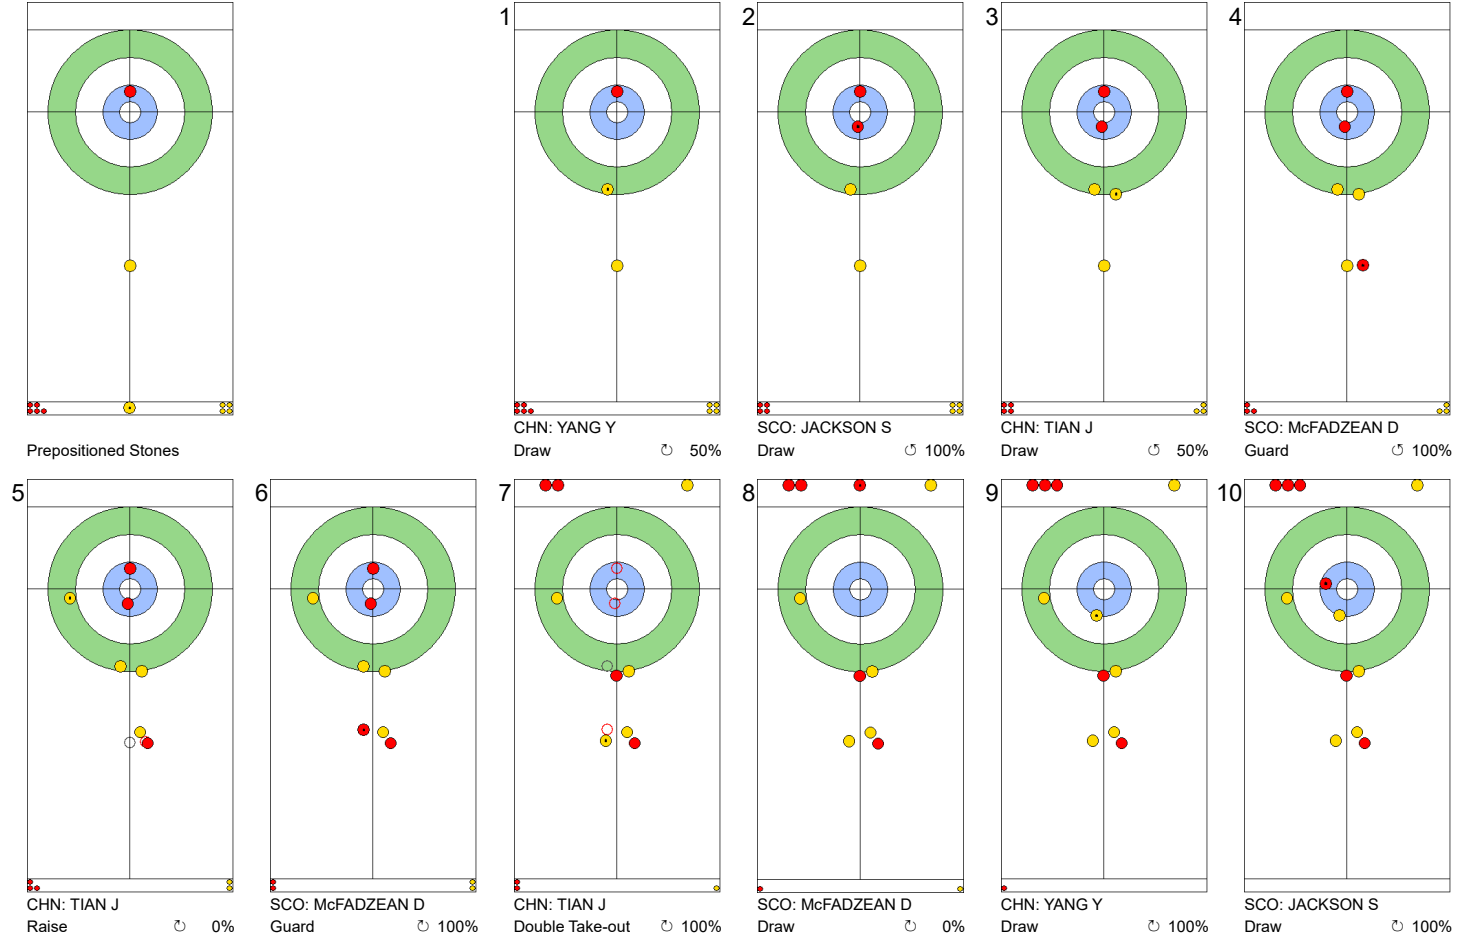 1
2
3
4
Prepositioned Stones
CHN: YANG Y
Draw ↻ 50%
SCO: JACKSON S
Draw ↺ 100%
CHN: TIAN J
Draw ↻ 50%
SCO: McFADZEAN D
Guard ↺ 100%
5
6
7
8
9
10
CHN: TIAN J
Raise ↻ 0%
SCO: McFADZEAN D
Guard ↻ 100%
CHN: TIAN J
Double Take-out ↻ 100%
SCO: McFADZEAN D
Draw ↻ 0%
CHN: YANG Y
Draw ↻ 100%
SCO: JACKSON S
Draw ↻ 100%